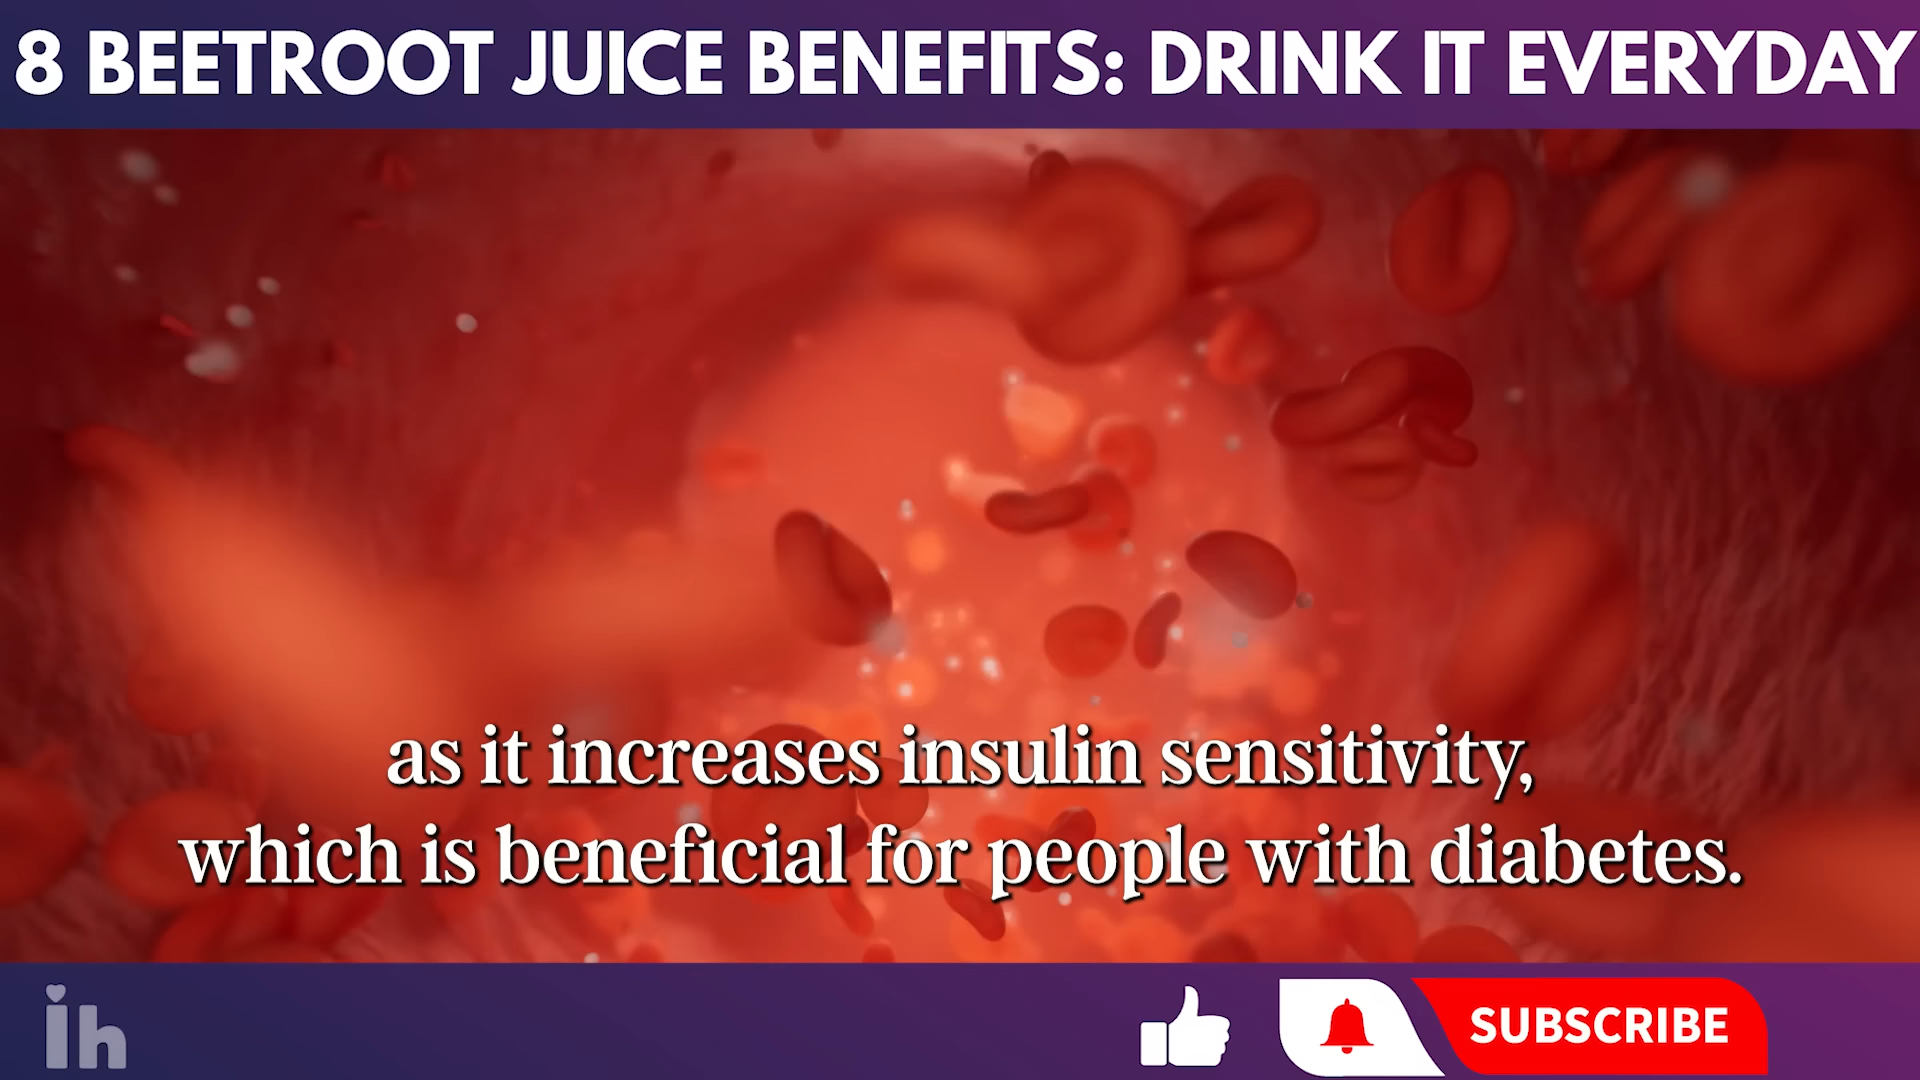 8 BEETROOT JUICE BENEFITS: DRINK IT EVERYDAY
as it increases insulin sensitivity,
which is beneficial for people with diabetes.
ih
SUBSCRIBE